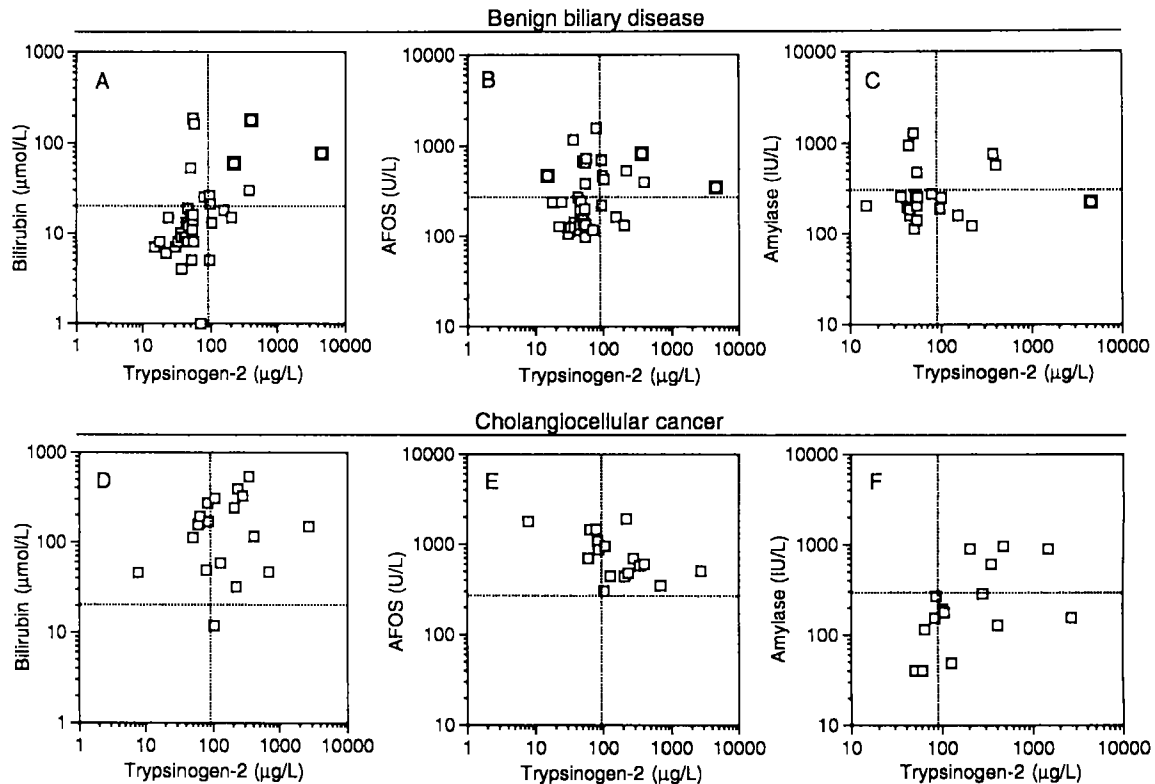 Benign biliary disease
A
Bilirubin (μmol/L)
1000
100
10
1
1 10 100 1000 10000
Trypsinogen-2 (μg/L)
B
AFOS (U/L)
10000
1000
100
10
1 10 100 1000 10000
Trypsinogen-2 (μg/L)
C
Amylase (IU/L)
10000
1000
100
10
10 100 1000 10000
Trypsinogen-2 (μg/L)
Cholangiocellular cancer
D
Bilirubin (μmol/L)
1000
100
10
1
1 10 100 1000 10000
Trypsinogen-2 (μg/L)
E
AFOS (U/L)
10000
1000
100
10
1 10 100 1000 10000
Trypsinogen-2 (μg/L)
F
Amylase (IU/L)
10000
1000
100
10
10 100 1000 10000
Trypsinogen-2 (μg/L)